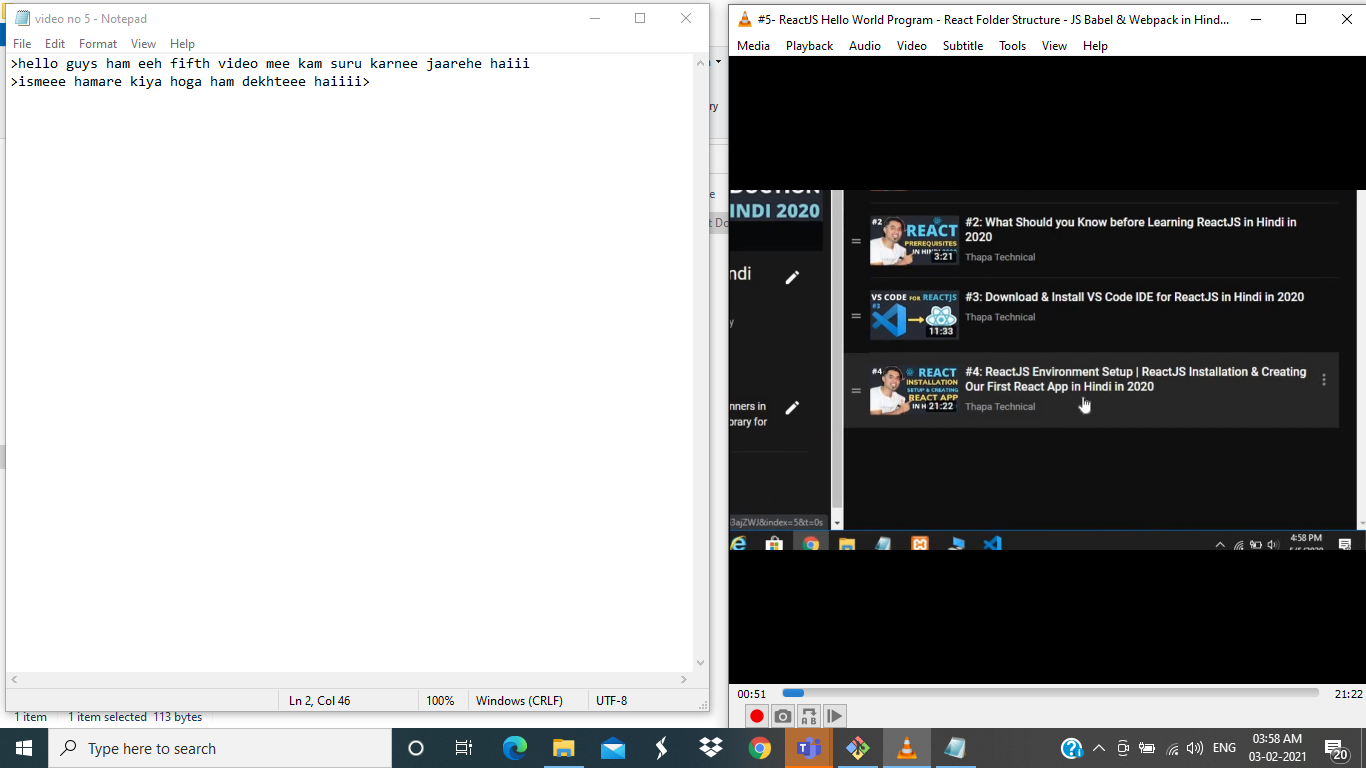 video no 5 - Notepad
File Edit Format View Help
>hello guys ham eeh fifth video mee kam suru karnee jaarehe haiii
>ismeee hamare kiya hoga ham dekhteee haiiii>
Ln 2, Col 46 100% Windows (CRLF) UTF-8
1 item 1 item selected 113 bytes
#5- ReactJS Hello World Program - React Folder Structure - JS Babel & Webpack in Hind...
Media Playback Audio Video Subtitle Tools View Help
INDI 2020
ndi
y
nners in
brary for
3ajZWJ&index=5&t=0s
#2
REACT
PREREQUISITES
3:21
#2: What Should you Know before Learning ReactJS in Hindi in
2020
Thapa Technical
VS CODE FOR REACTJS
#3
11:33
#3: Download & Install VS Code IDE for ReactJS in Hindi in 2020
Thapa Technical
#4
REACT
INSTALLATION
SETUP & CREATING
REACT APP
21:22
#4: ReactJS Environment Setup | ReactJS Installation & Creating
Our First React App in Hindi in 2020
Thapa Technical
4:58 PM
00:51 21:22
A B
Type here to search
ENG
03:58 AM
03-02-2021
20